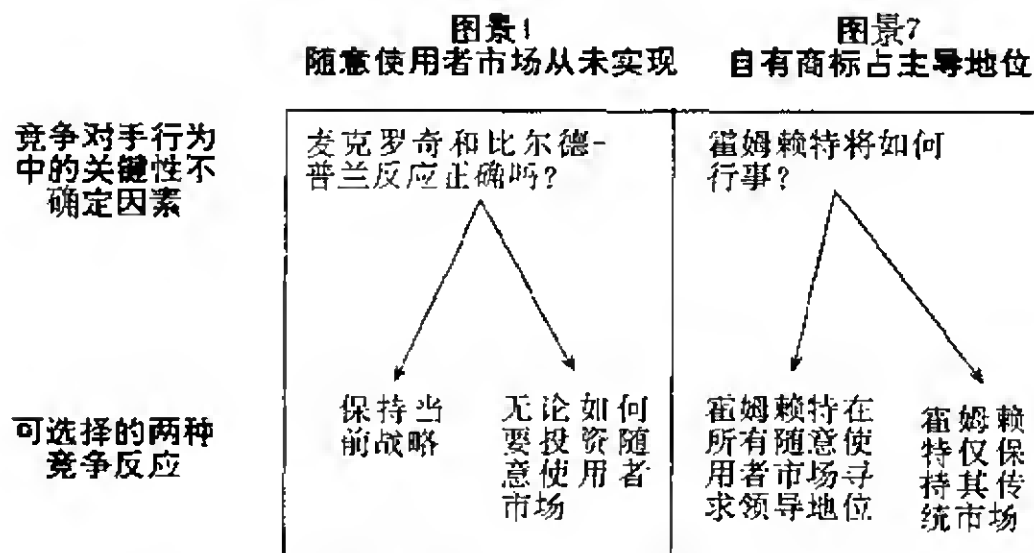 图景1
随意使用者市场从未实现
图景7
自有商标占主导地位
竞争对手行为
中的关键性不
确定因素
麦克罗奇和比尔德-
普兰反应正确吗?
霍姆赖特将如何
行事?
可选择的两种
竞争反应
保持当
前战略
无论如何
要投资随
意使用者
市场
霍姆赖特在
所有随意使
用者市场寻
求领导地位
霍姆赖
特仅保
持其传
统市场